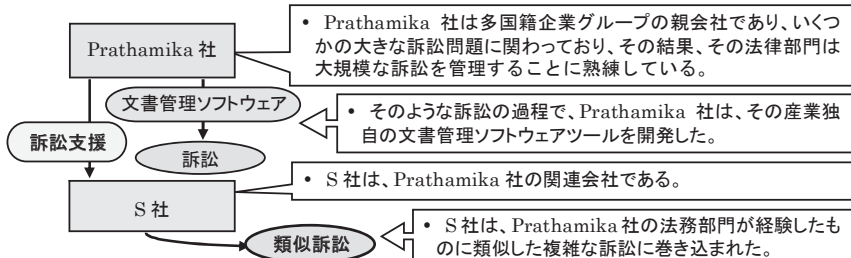 Prathamika 社
• Prathamika 社は多国籍企業グループの親会社であり、いくつ
かの大きな訴訟問題に関わっており、その結果、その法律部門は
大規模な訴訟を管理することに熟練している。
文書管理ソフトウェア
• そのような訴訟の過程で、Prathamika 社は、その産業独
自の文書管理ソフトウェアツールを開発した。
訴訟支援
訴訟
• S 社は、Prathamika 社の関連会社である。
S 社
• S 社は、Prathamika 社の法務部門が経験したも
のに類似した複雑な訴訟に巻き込まれた。
類似訴訟